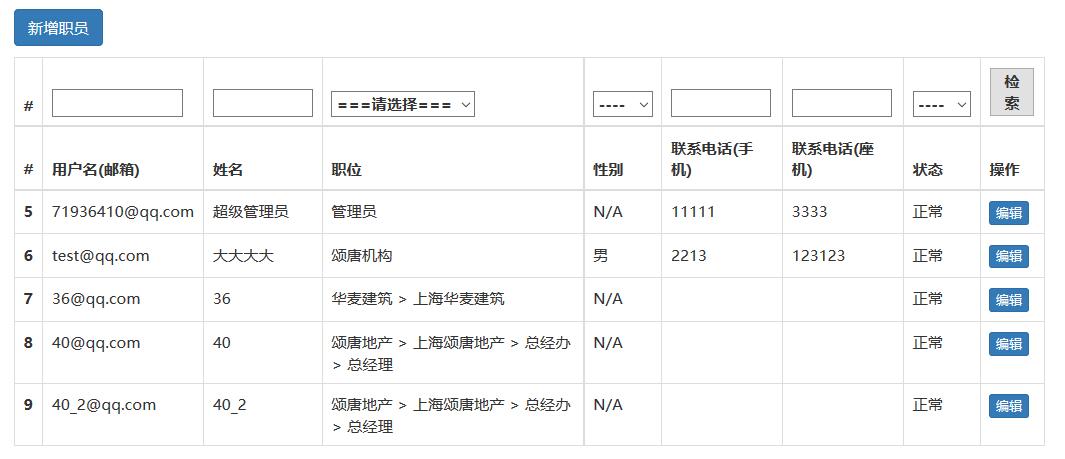 新增职员
# ===请选择=== ---- ---- 检
索
# 用户名(邮箱) 姓名 职位 性别 联系电话(手
机) 联系电话(座
机) 状态 操作
5 71936410@qq.com 超级管理员 管理员 N/A 11111 3333 正常 编辑
6 test@qq.com 大大大大 颂唐机构 男 2213 123123 正常 编辑
7 36@qq.com 36 华麦建筑 > 上海华麦建筑 N/A 正常 编辑
8 40@qq.com 40 颂唐地产 > 上海颂唐地产 > 总经办
> 总经理 N/A 正常 编辑
9 40_2@qq.com 40_2 颂唐地产 > 上海颂唐地产 > 总经办
> 总经理 N/A 正常 编辑